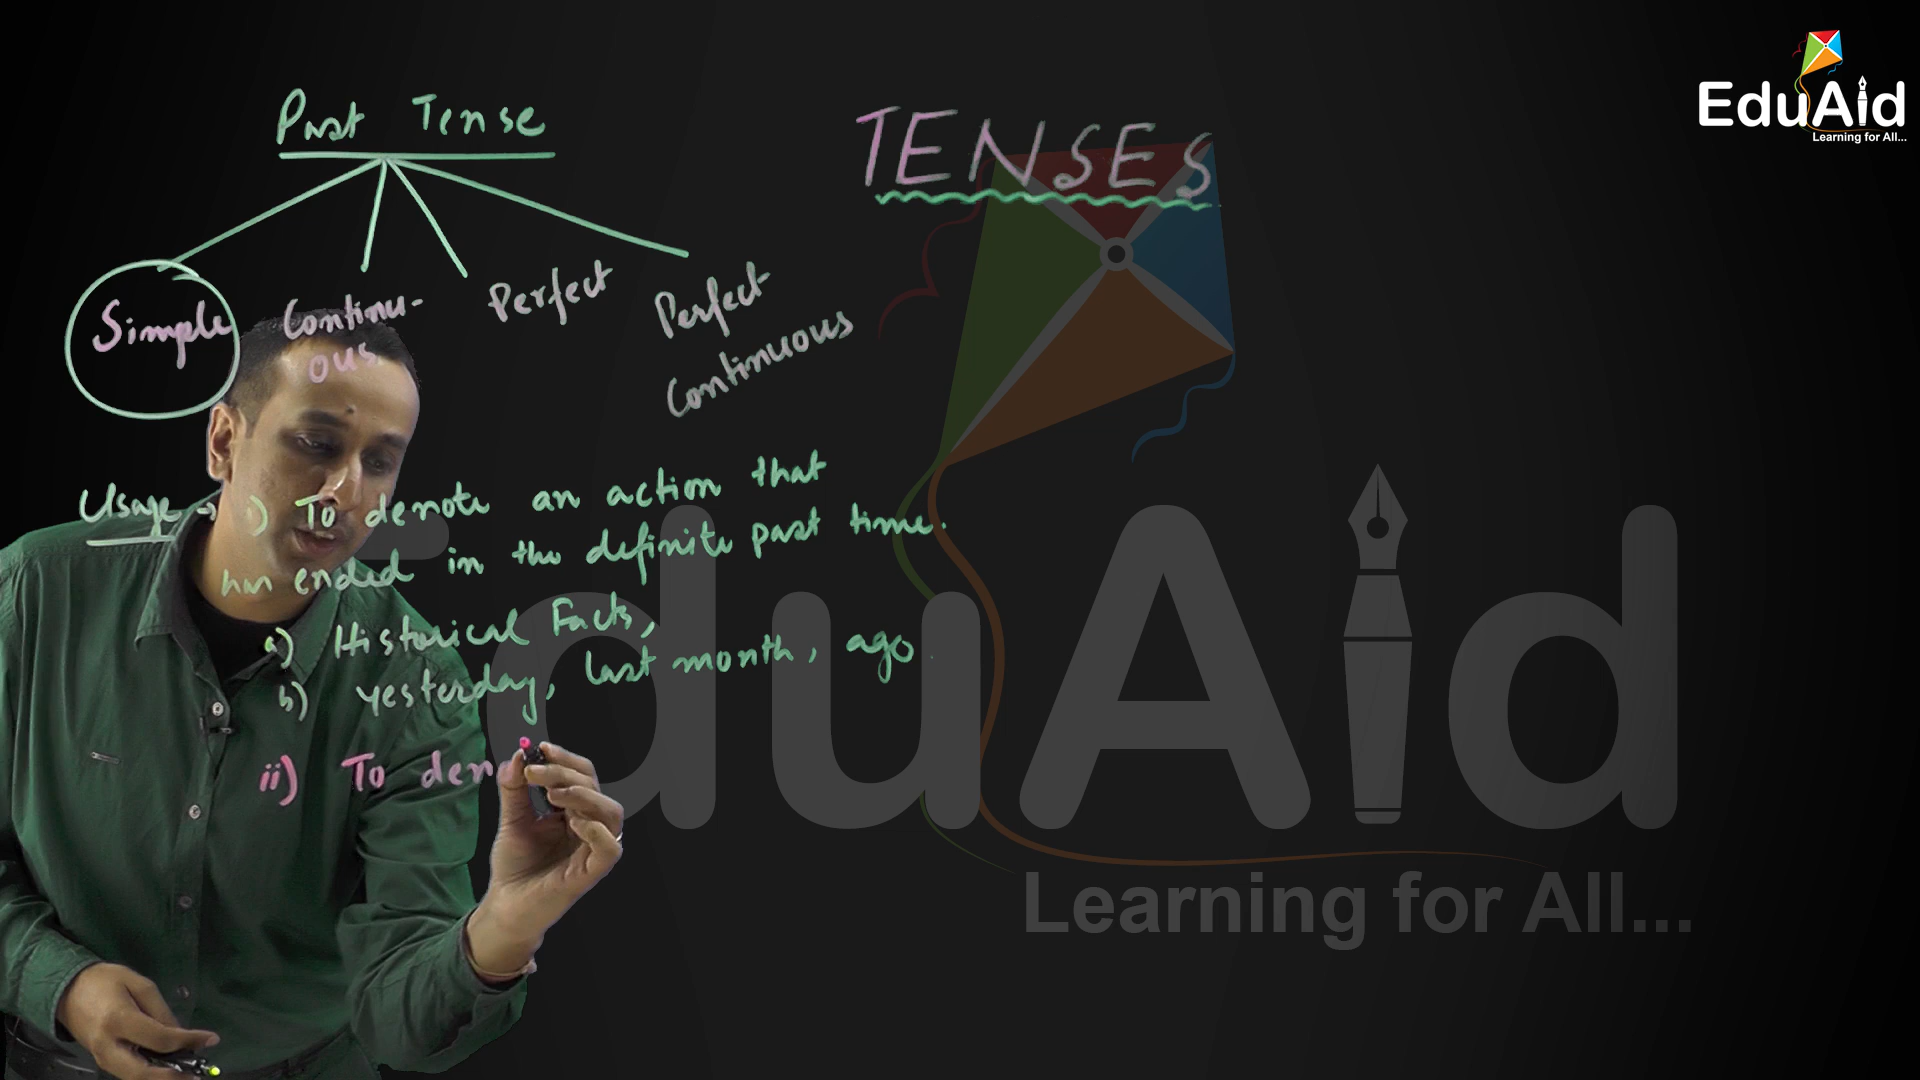 Past Tense
TENSES
Simple
Continu-
ous
Perfect
Perfect
Continuous
Usage → i) To denote an action that
has ended in the definite past time.
a) Historical Facts,
b) yesterday, last month, ago
ii) To den
EduAid
Learning for All...
EduAid
Learning for All...